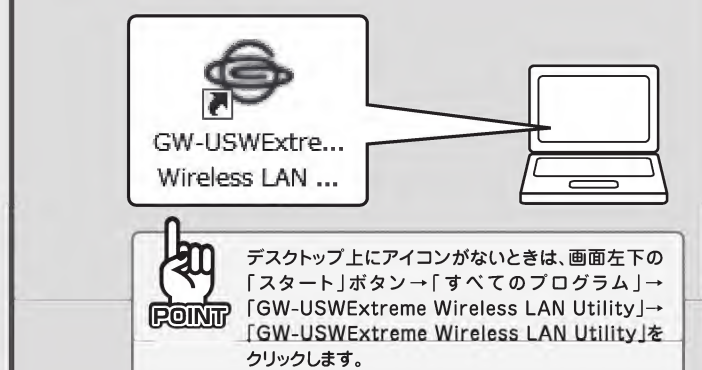 GW-USWExtre...
Wireless LAN ...
デスクトップ上にアイコンがないときは、画面左下の
「スタート」ボタン→「すべてのプログラム」→
「GW-USWExtreme Wireless LAN Utility」→
「GW-USWExtreme Wireless LAN Utility」を
クリックします。
POINT